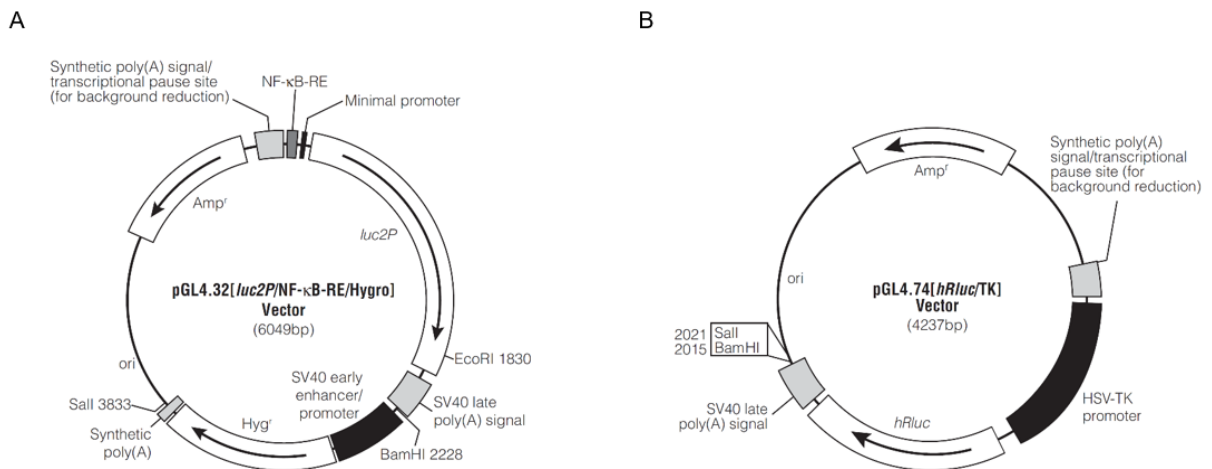 A
Synthetic poly(A) signal/
transcriptional pause site
(for background reduction)
NF-κB-RE
Minimal promoter
Ampʳ
luc2P
pGL4.32[luc2P/NF-κB-RE/Hygro]
Vector
(6049bp)
EcoRI 1830
ori
SV40 early
enhancer/
promoter
SV40 late
poly(A) signal
SalI 3833
Hygʳ
Synthetic
poly(A)
BamHI 2228
B
Ampʳ
Synthetic poly(A)
signal/transcriptional
pause site (for
background reduction)
ori
pGL4.74[hRluc/TK]
Vector
(4237bp)
2021 SalI
2015 BamHI
HSV-TK
promoter
SV40 late
poly(A) signal
hRluc